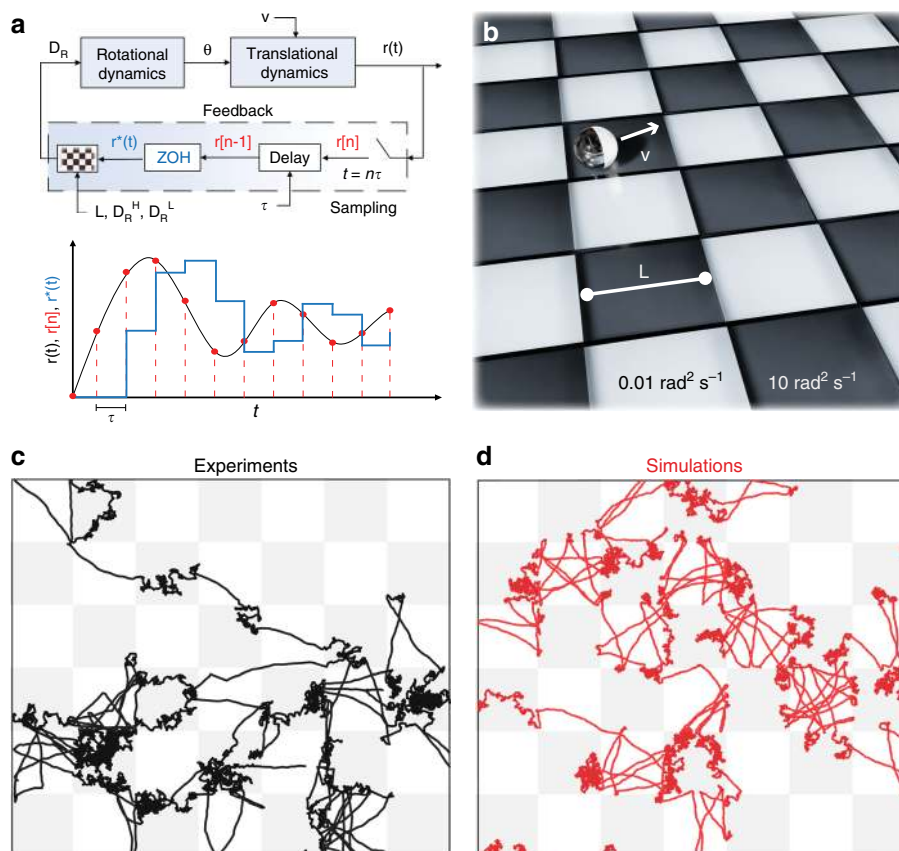 a
v
D_R
θ
r(t)
Rotational
dynamics
Translational
dynamics
Feedback
r*(t)
r[n-1]
r[n]
ZOH
Delay
t = nτ
τ
L, D_R^H, D_R^L
Sampling
r(t), r[n], r*(t)
τ
t
b
v
L
0.01 rad² s⁻¹
10 rad² s⁻¹
c
Experiments
d
Simulations